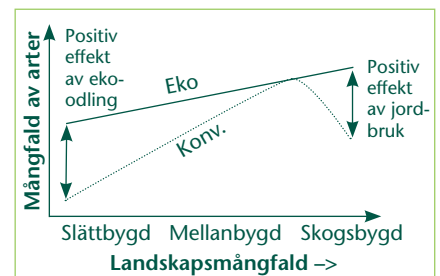 Positiv
effekt
av eko-
odling
Eko
Konv.
Positiv
effekt
av jord-
bruk
Mångfald av arter
Slättbygd Mellanbygd Skogsbygd
Landskapsmångfald –>